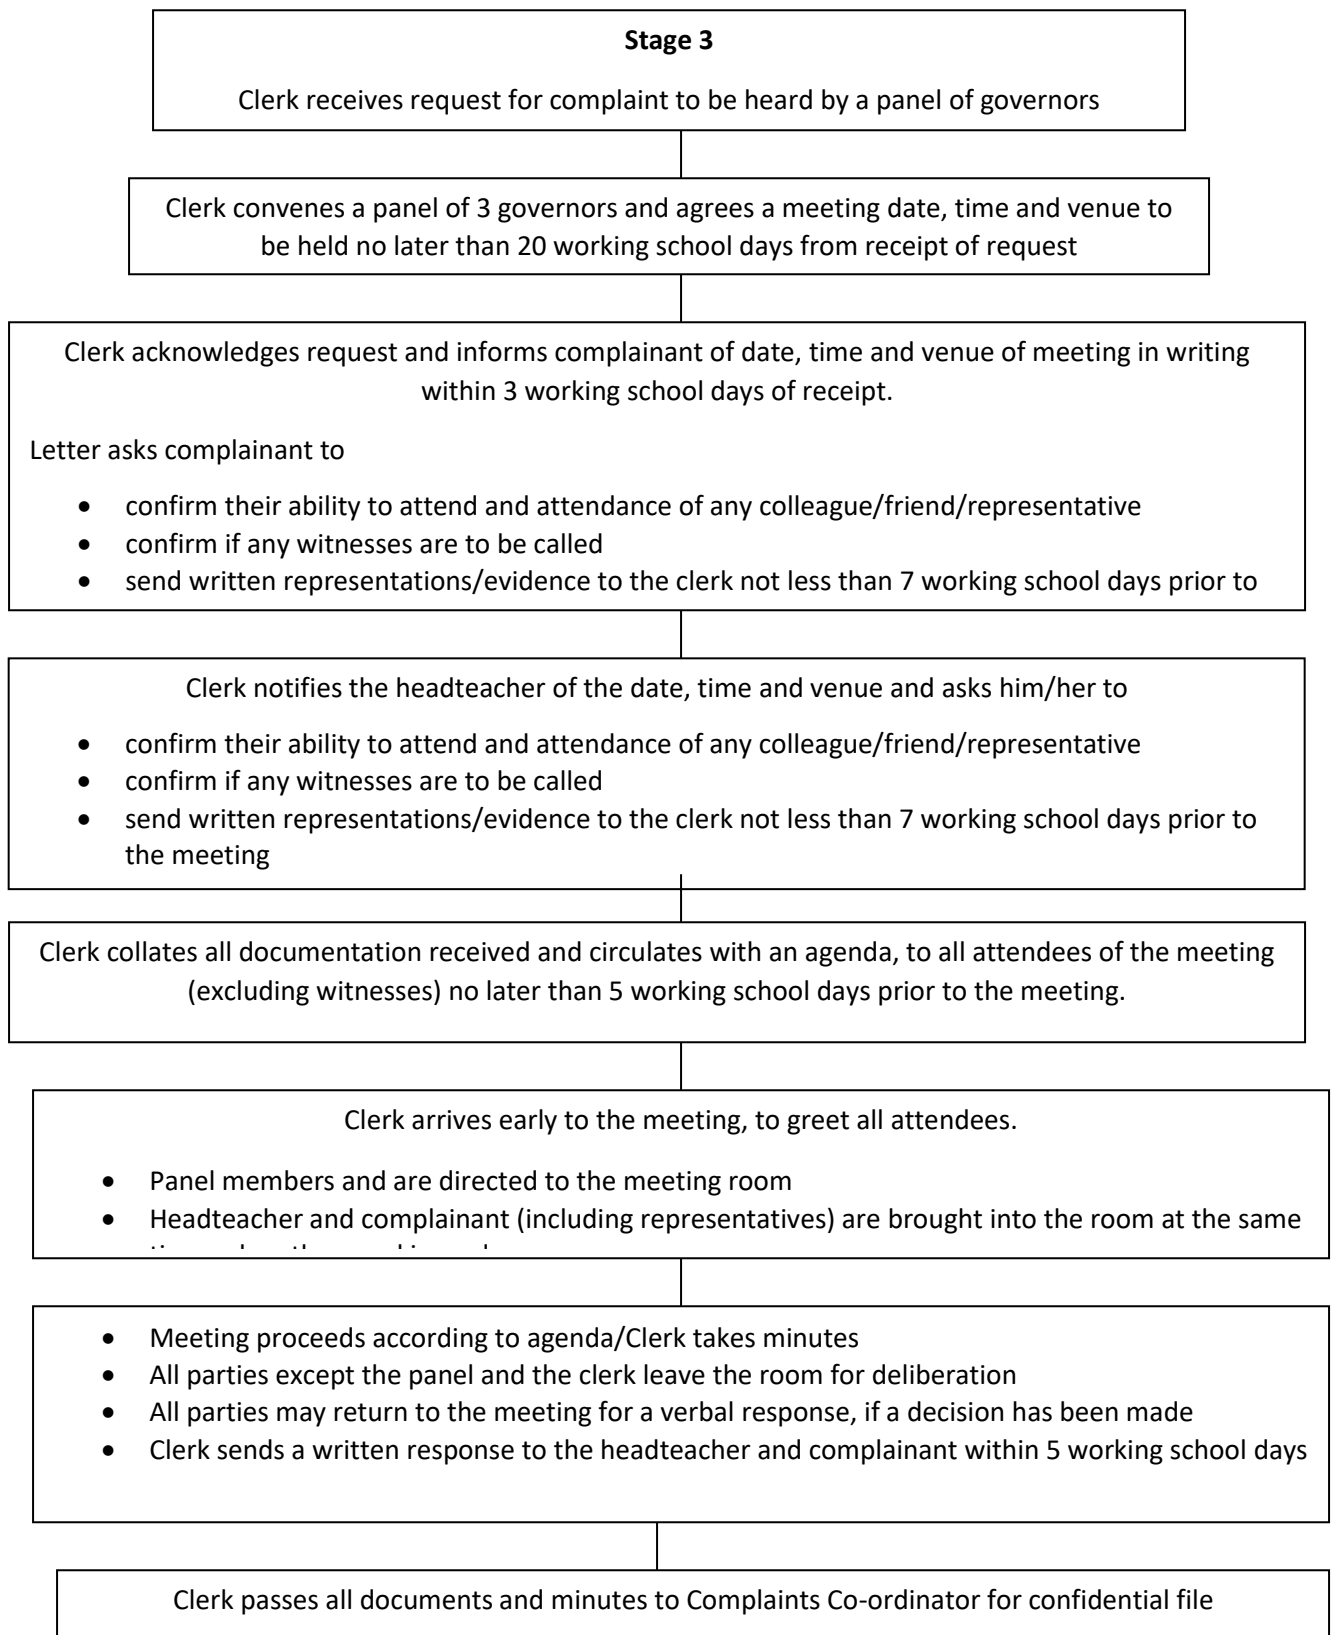 Stage 3
Clerk receives request for complaint to be heard by a panel of governors
Clerk convenes a panel of 3 governors and agrees a meeting date, time and venue to
be held no later than 20 working school days from receipt of request
Clerk acknowledges request and informs complainant of date, time and venue of meeting in writing
within 3 working school days of receipt.
Letter asks complainant to
• confirm their ability to attend and attendance of any colleague/friend/representative
• confirm if any witnesses are to be called
• send written representations/evidence to the clerk not less than 7 working school days prior to
Clerk notifies the headteacher of the date, time and venue and asks him/her to
• confirm their ability to attend and attendance of any colleague/friend/representative
• confirm if any witnesses are to be called
• send written representations/evidence to the clerk not less than 7 working school days prior to
the meeting
Clerk collates all documentation received and circulates with an agenda, to all attendees of the meeting
(excluding witnesses) no later than 5 working school days prior to the meeting.
Clerk arrives early to the meeting, to greet all attendees.
• Panel members and are directed to the meeting room
• Headteacher and complainant (including representatives) are brought into the room at the same
• Meeting proceeds according to agenda/Clerk takes minutes
• All parties except the panel and the clerk leave the room for deliberation
• All parties may return to the meeting for a verbal response, if a decision has been made
• Clerk sends a written response to the headteacher and complainant within 5 working school days
Clerk passes all documents and minutes to Complaints Co-ordinator for confidential file